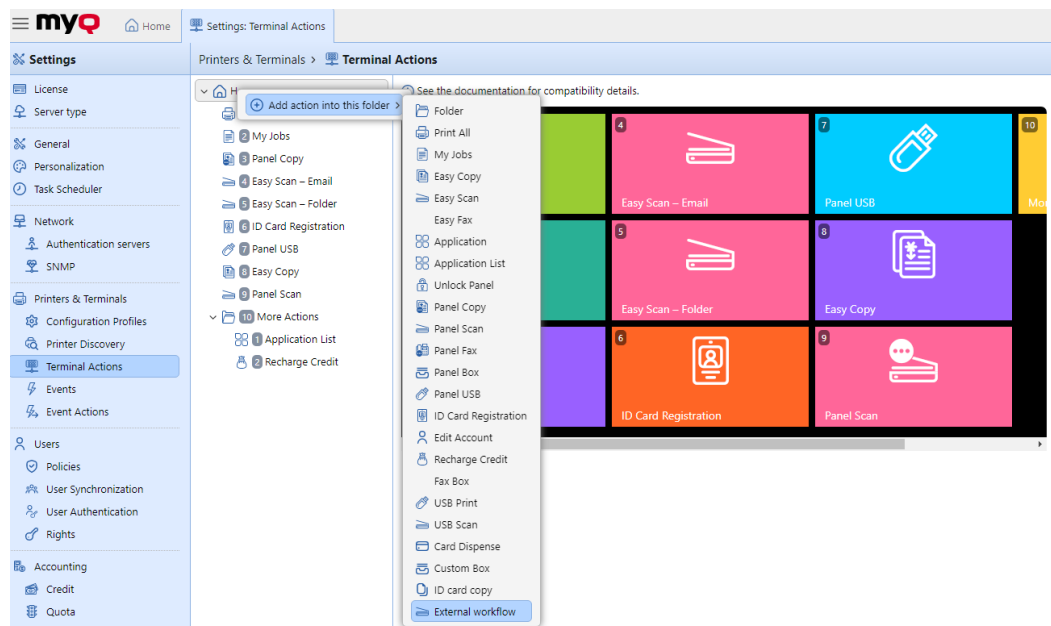 myQ
Home
Settings: Terminal Actions
Settings
Printers & Terminals > Terminal Actions
License
Server type
General
Personalization
Task Scheduler
Network
Authentication servers
SNMP
Printers & Terminals
Configuration Profiles
Printer Discovery
Terminal Actions
Events
Event Actions
Users
Policies
User Synchronization
User Authentication
Rights
Accounting
Credit
Quota
H
2 My Jobs
3 Panel Copy
4 Easy Scan – Email
5 Easy Scan – Folder
6 ID Card Registration
7 Panel USB
8 Easy Copy
9 Panel Scan
10 More Actions
1 Application List
2 Recharge Credit
Add action into this folder >
Folder
Print All
My Jobs
Easy Copy
Easy Scan
Easy Fax
Application
Application List
Unlock Panel
Panel Copy
Panel Scan
Panel Fax
Panel Box
Panel USB
ID Card Registration
Edit Account
Recharge Credit
Fax Box
USB Print
USB Scan
Card Dispense
Custom Box
ID card copy
External workflow
See the documentation for compatibility details.
4
Easy Scan – Email
7
Panel USB
10
Mo
5
Easy Scan – Folder
8
Easy Copy
6
ID Card Registration
9
Panel Scan